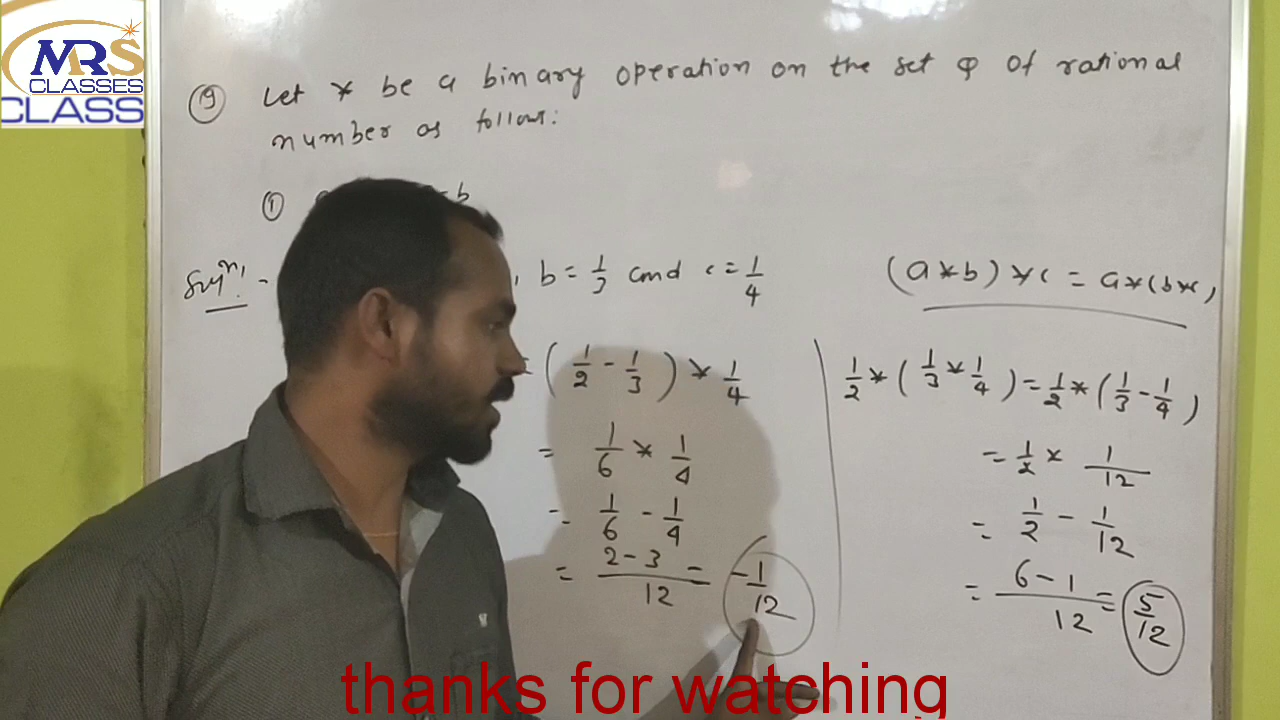 MRS
CLASSES
CLASS
9 Let * be a binary operation on the set Q of rational
number as follows:
① - b
Solⁿ: - , b = 1/3 and c = 1/4
(a * b) * c = a * (b * c)
(1/2 - 1/3) * 1/4
= 1/6 * 1/4
= 1/6 - 1/4
= 2-3/12 = -1/12
1/2 * (1/3 * 1/4) = 1/2 * (1/3 - 1/4)
= 1/2 * 1/12
= 1/2 - 1/12
= 6-1/12 = 5/12
thanks for watching